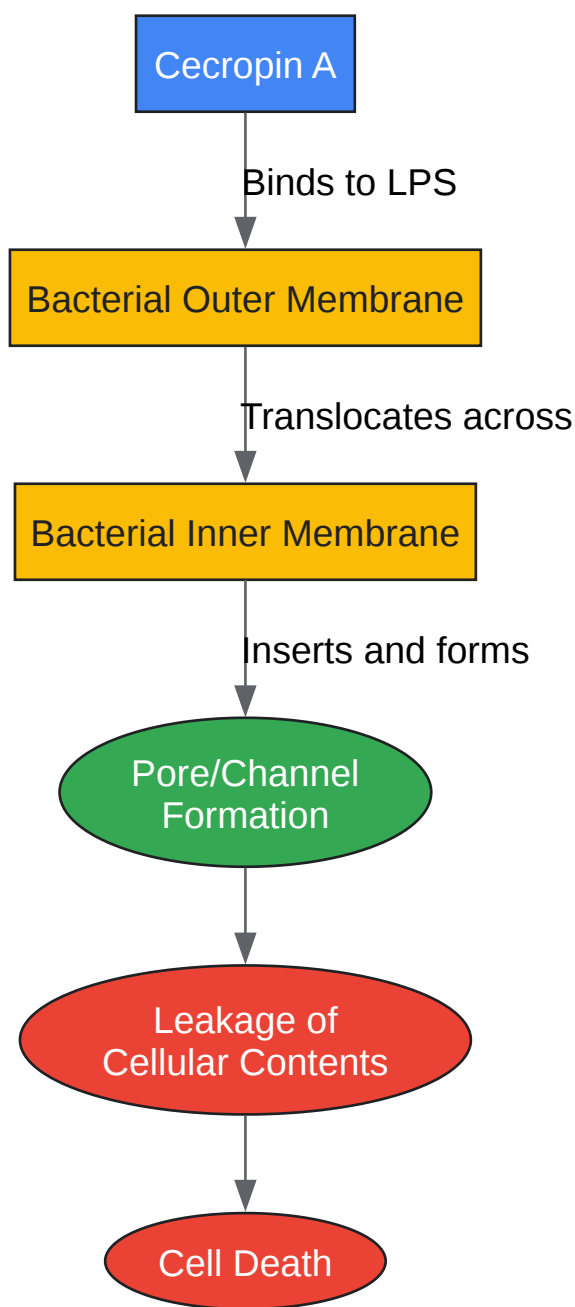 Cecropin A
Binds to LPS
Bacterial Outer Membrane
Translocates across
Bacterial Inner Membrane
Inserts and forms
Pore/Channel
Formation
Leakage of
Cellular Contents
Cell Death